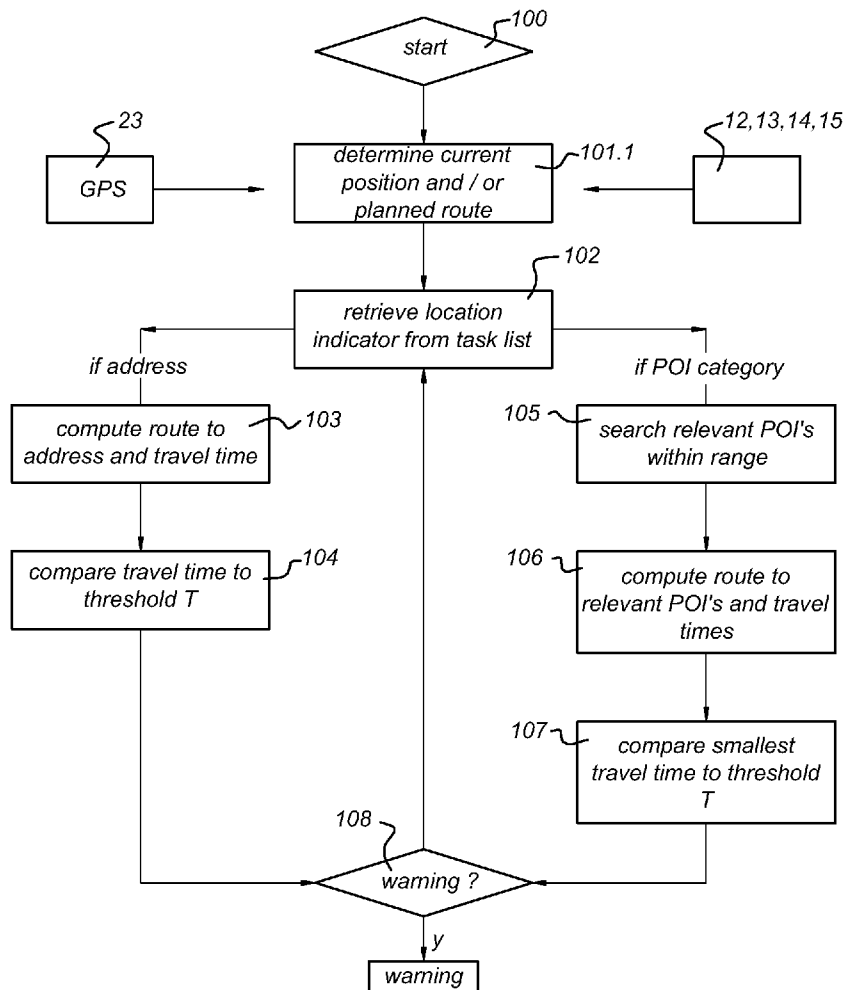 100
start
23
GPS
determine current
position and / or
planned route
101.1
12,13,14,15
102
retrieve location
indicator from task list
if address
if POI category
compute route to
address and travel time
103
105
search relevant POI's
within range
compare travel time to
threshold T
104
106
compute route to
relevant POI's and travel
times
107
compare smallest
travel time to threshold
T
108
warning ?
y
warning